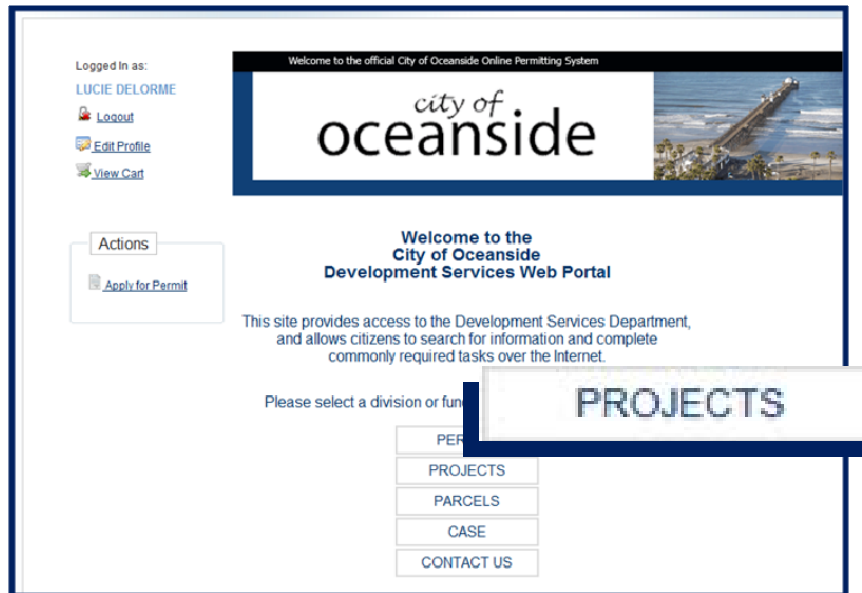 Logged In as:
LUCIE DELORME
Logout
Edit Profile
View Cart
Actions
Apply for Permit
Welcome to the official City of Oceanside Online Permitting System
city of
oceanside
Welcome to the
City of Oceanside
Development Services Web Portal
This site provides access to the Development Services Department,
and allows citizens to search for information and complete
commonly required tasks over the Internet.
Please select a division or
PROJECTS
PROJECTS
PARCELS
CASE
CONTACT US